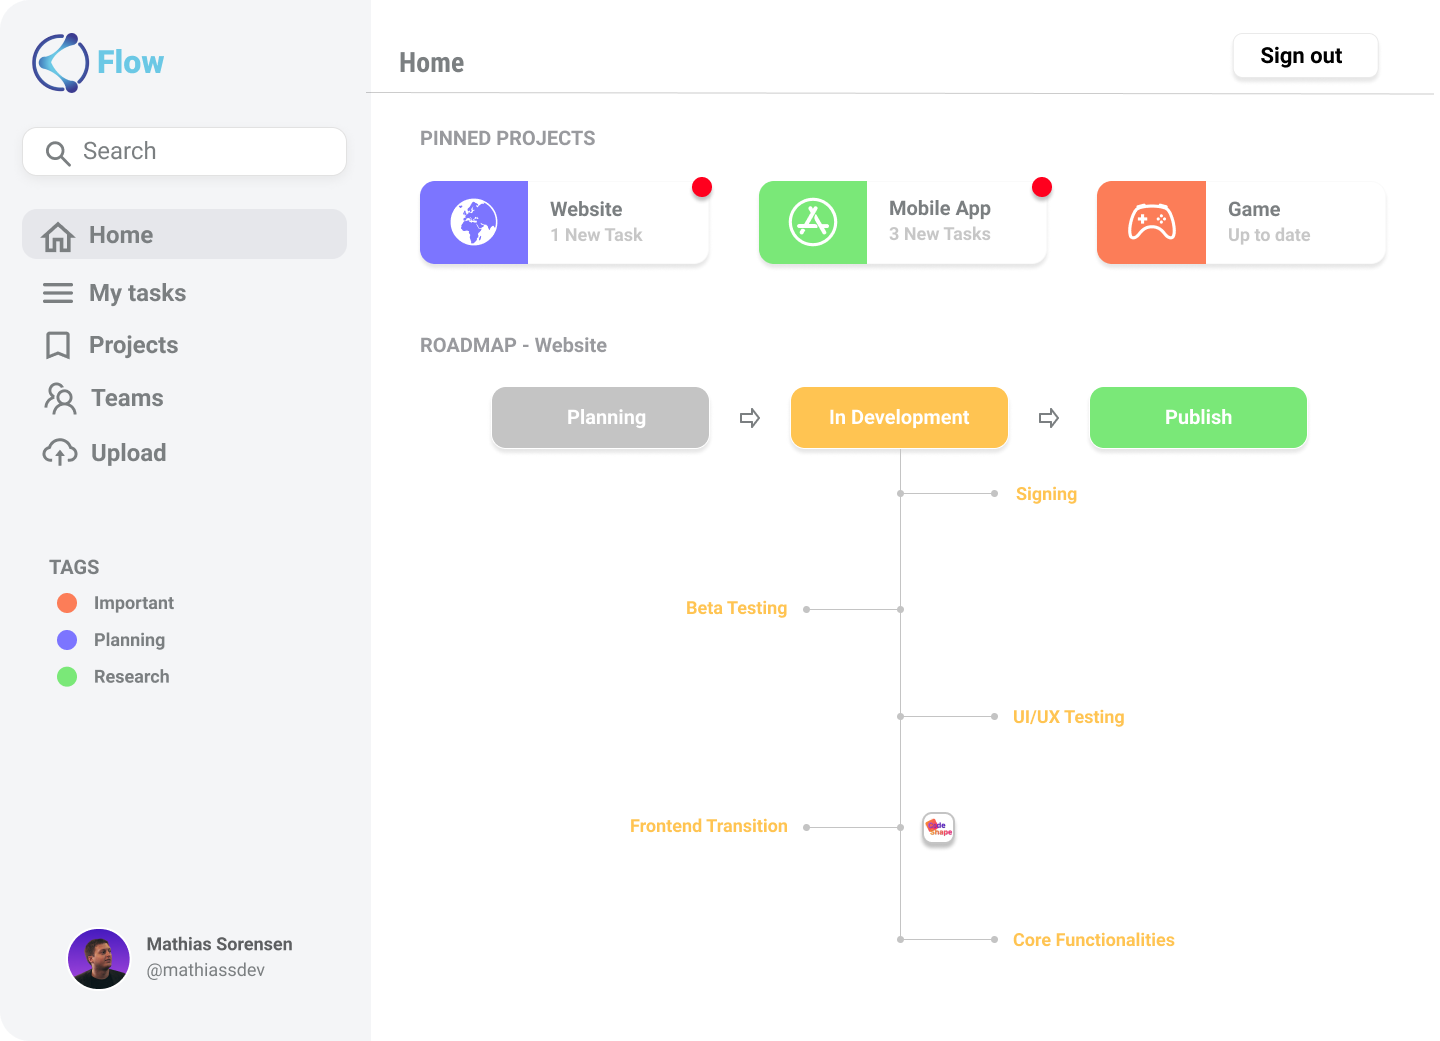 Flow
Search
Home
My tasks
Projects
Teams
Upload
TAGS
Important
Planning
Research
Mathias Sorensen
@mathiassdev
Home
Sign out
PINNED PROJECTS
Website
1 New Task
Mobile App
3 New Tasks
Game
Up to date
ROADMAP - Website
Planning
In Development
Publish
Signing
Beta Testing
UI/UX Testing
Frontend Transition
Core Functionalities